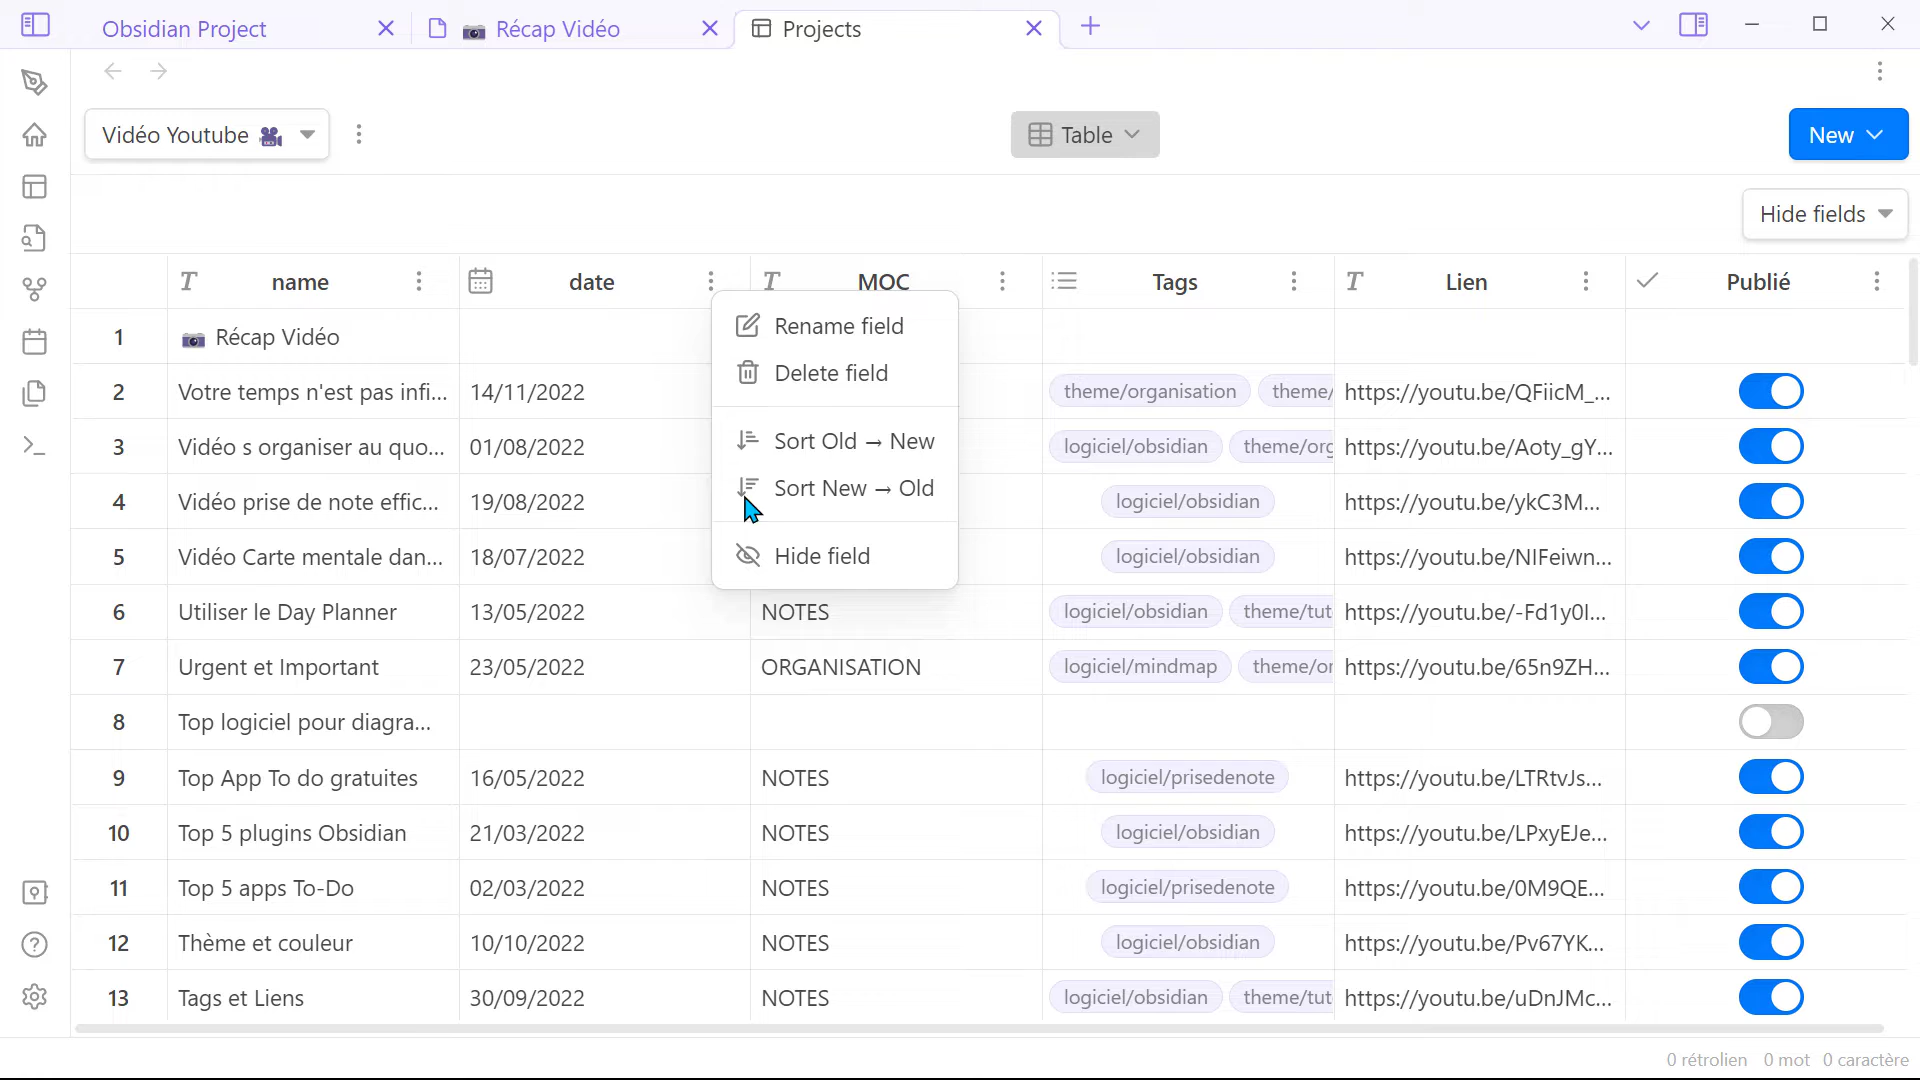 Obsidian Project
Récap Vidéo
Projects
Vidéo Youtube
Table
New
Hide fields
name date MOC Tags Lien Publié
Rename field
Delete field
Sort Old → New
Sort New → Old
Hide field
1 Récap Vidéo
2 Votre temps n'est pas infi... 14/11/2022 theme/organisation theme/ https://youtu.be/QFiicM_...
3 Vidéo s organiser au quo... 01/08/2022 logiciel/obsidian theme/org https://youtu.be/Aoty_gY...
4 Vidéo prise de note effic... 19/08/2022 logiciel/obsidian https://youtu.be/ykC3M...
5 Vidéo Carte mentale dan... 18/07/2022 logiciel/obsidian https://youtu.be/NIFeiwn...
6 Utiliser le Day Planner 13/05/2022 NOTES logiciel/obsidian theme/tut https://youtu.be/-Fd1y0I...
7 Urgent et Important 23/05/2022 ORGANISATION logiciel/mindmap theme/or https://youtu.be/65n9ZH...
8 Top logiciel pour diagra...
9 Top App To do gratuites 16/05/2022 NOTES logiciel/prisedenote https://youtu.be/LTRtvJs...
10 Top 5 plugins Obsidian 21/03/2022 NOTES logiciel/obsidian https://youtu.be/LPxyEJe...
11 Top 5 apps To-Do 02/03/2022 NOTES logiciel/prisedenote https://youtu.be/0M9QE...
12 Thème et couleur 10/10/2022 NOTES logiciel/obsidian https://youtu.be/Pv67YK...
13 Tags et Liens 30/09/2022 NOTES logiciel/obsidian theme/tut https://youtu.be/uDnJMc...
0 rétrolien 0 mot 0 caractère